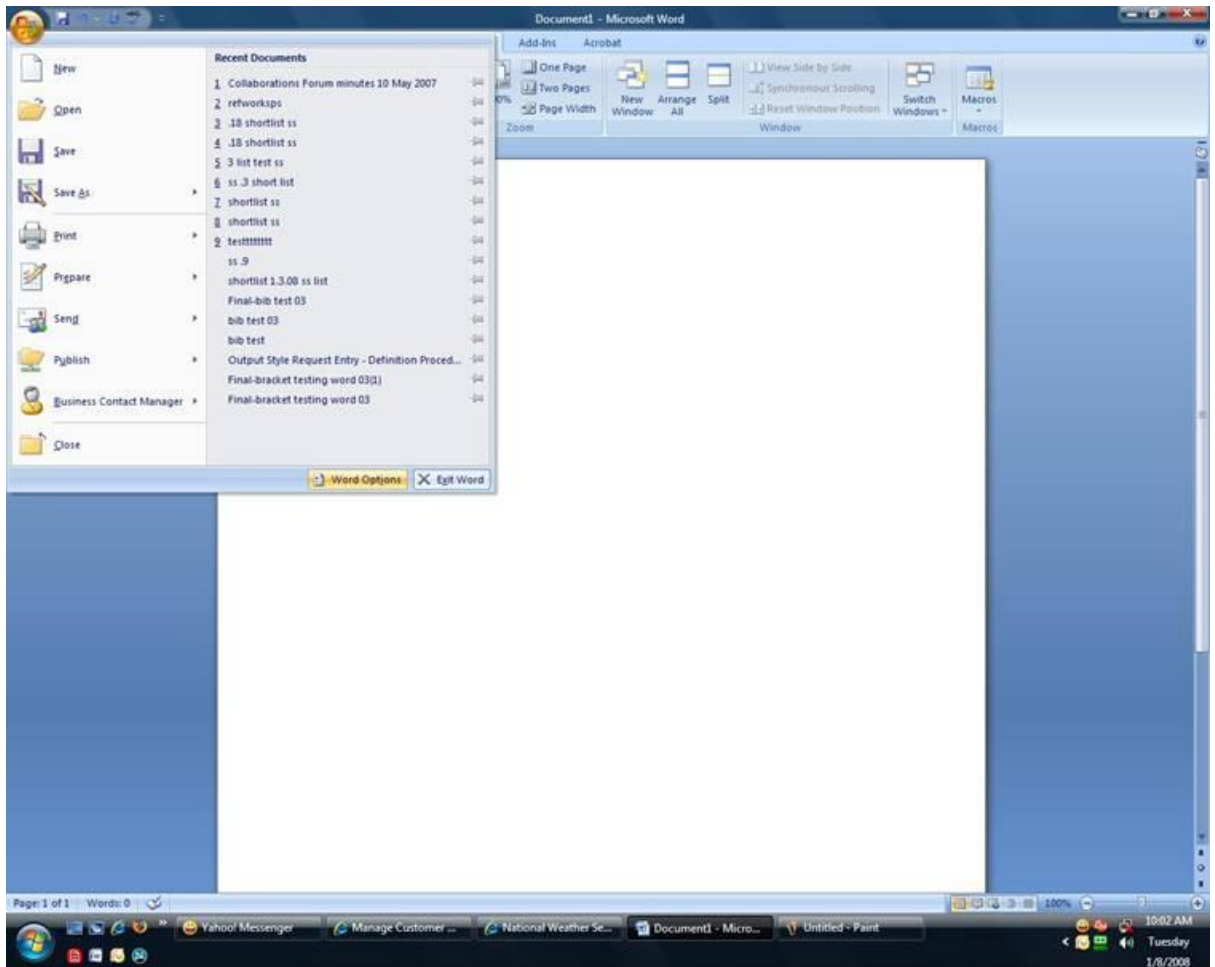 Document1 - Microsoft Word
Add-Ins Acrobat
New
Open
Save
Save As
Print
Prepare
Send
Publish
Business Contact Manager
Close
Recent Documents
1 Collaborations Forum minutes 10 May 2007
2 refworksps
3 .18 shortlist ss
4 .18 shortlist ss
5 3 list test ss
6 ss .3 short list
7 shortlist ss
8 shortlist ss
9 testttttttt
ss .9
shortlist 1.3.08 ss list
Final-bib test 03
bib test 03
bib test
Output Style Request Entry - Definition Proced...
Final-bracket testing word 03(1)
Final-bracket testing word 03
Word Options Exit Word
One Page
Two Pages
Page Width
Zoom
New Window
Arrange All
Split
View Side by Side
Synchronous Scrolling
Reset Window Position
Switch Windows
Window
Macros
Macros
Page: 1 of 1 Words: 0 100%
Yahoo! Messenger Manage Customer ... National Weather Se... Document1 - Micro... Untitled - Paint
10:02 AM
Tuesday
1/8/2008